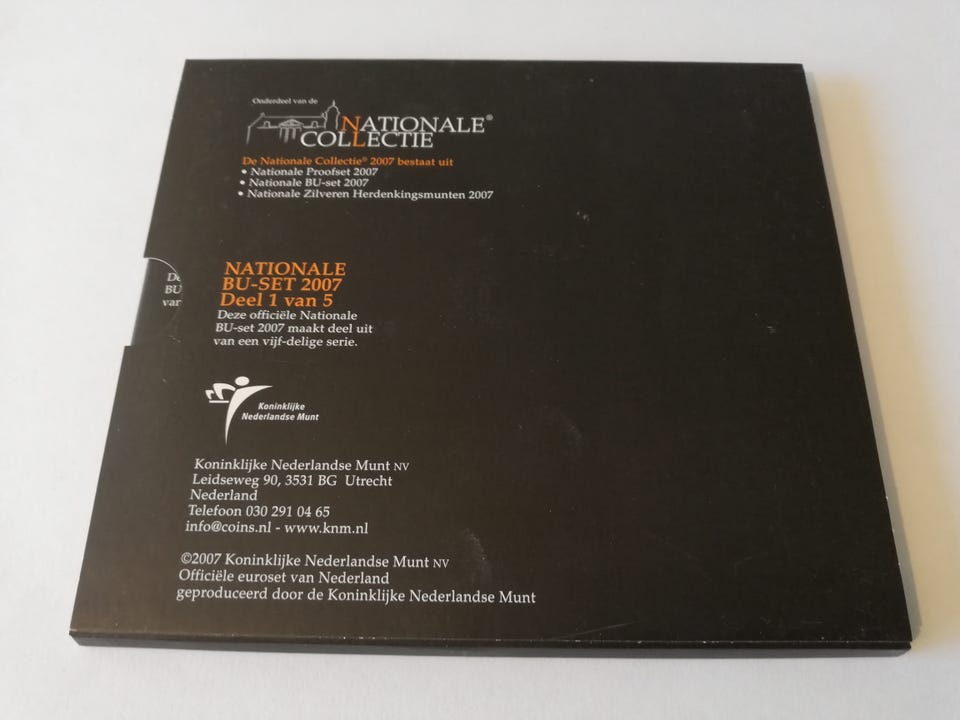 Onderdeel van de
NATIONALE®
COLLECTIE
De Nationale Collectie® 2007 bestaat uit
• Nationale Proofset 2007
• Nationale BU-set 2007
• Nationale Zilveren Herdenkingsmunten 2007
De
BU
van
NATIONALE
BU-SET 2007
Deel 1 van 5
Deze officiële Nationale
BU-set 2007 maakt deel uit
van een vijf-delige serie.
Koninklijke
Nederlandse Munt
Koninklijke Nederlandse Munt NV
Leidseweg 90, 3531 BG Utrecht
Nederland
Telefoon 030 291 04 65
info@coins.nl - www.knm.nl
©2007 Koninklijke Nederlandse Munt NV
Officiële euroset van Nederland
geproduceerd door de Koninklijke Nederlandse Munt